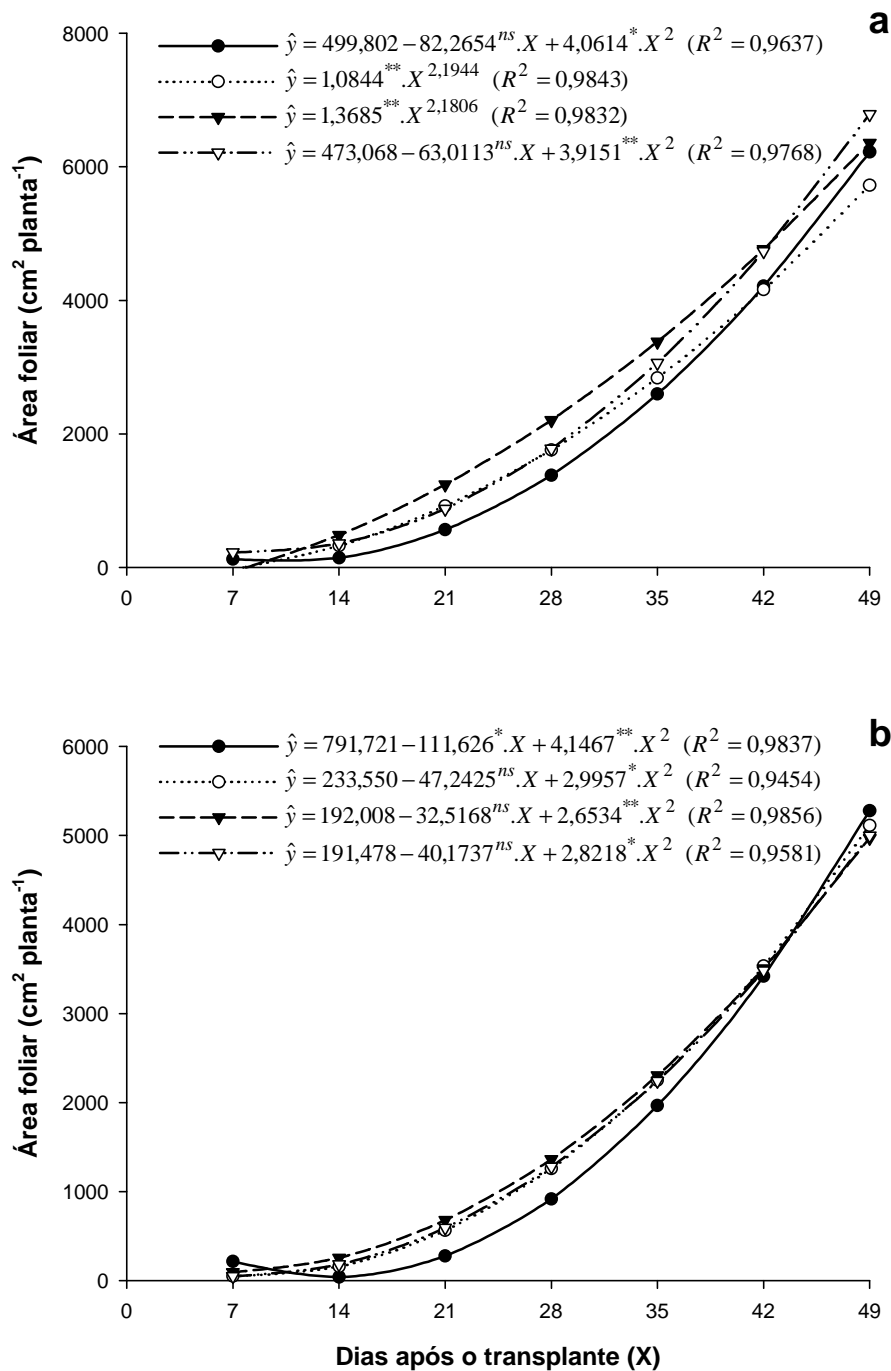 a
8000
ŷ = 499,802 − 82,2654^ns.X + 4,0614^*.X^2 (R^2 = 0,9637)
ŷ = 1,0844^**.X^2,1944 (R^2 = 0,9843)
ŷ = 1,3685^**.X^2,1806 (R^2 = 0,9832)
ŷ = 473,068 − 63,0113^ns.X + 3,9151^**.X^2 (R^2 = 0,9768)
6000
4000
2000
0
Área foliar (cm^2 planta^-1)
0 7 14 21 28 35 42 49
b
6000
ŷ = 791,721 − 111,626^*.X + 4,1467^**.X^2 (R^2 = 0,9837)
ŷ = 233,550 − 47,2425^ns.X + 2,9957^*.X^2 (R^2 = 0,9454)
ŷ = 192,008 − 32,5168^ns.X + 2,6534^**.X^2 (R^2 = 0,9856)
ŷ = 191,478 − 40,1737^ns.X + 2,8218^*.X^2 (R^2 = 0,9581)
5000
4000
3000
2000
1000
0
Área foliar (cm^2 planta^-1)
0 7 14 21 28 35 42 49
Dias após o transplante (X)